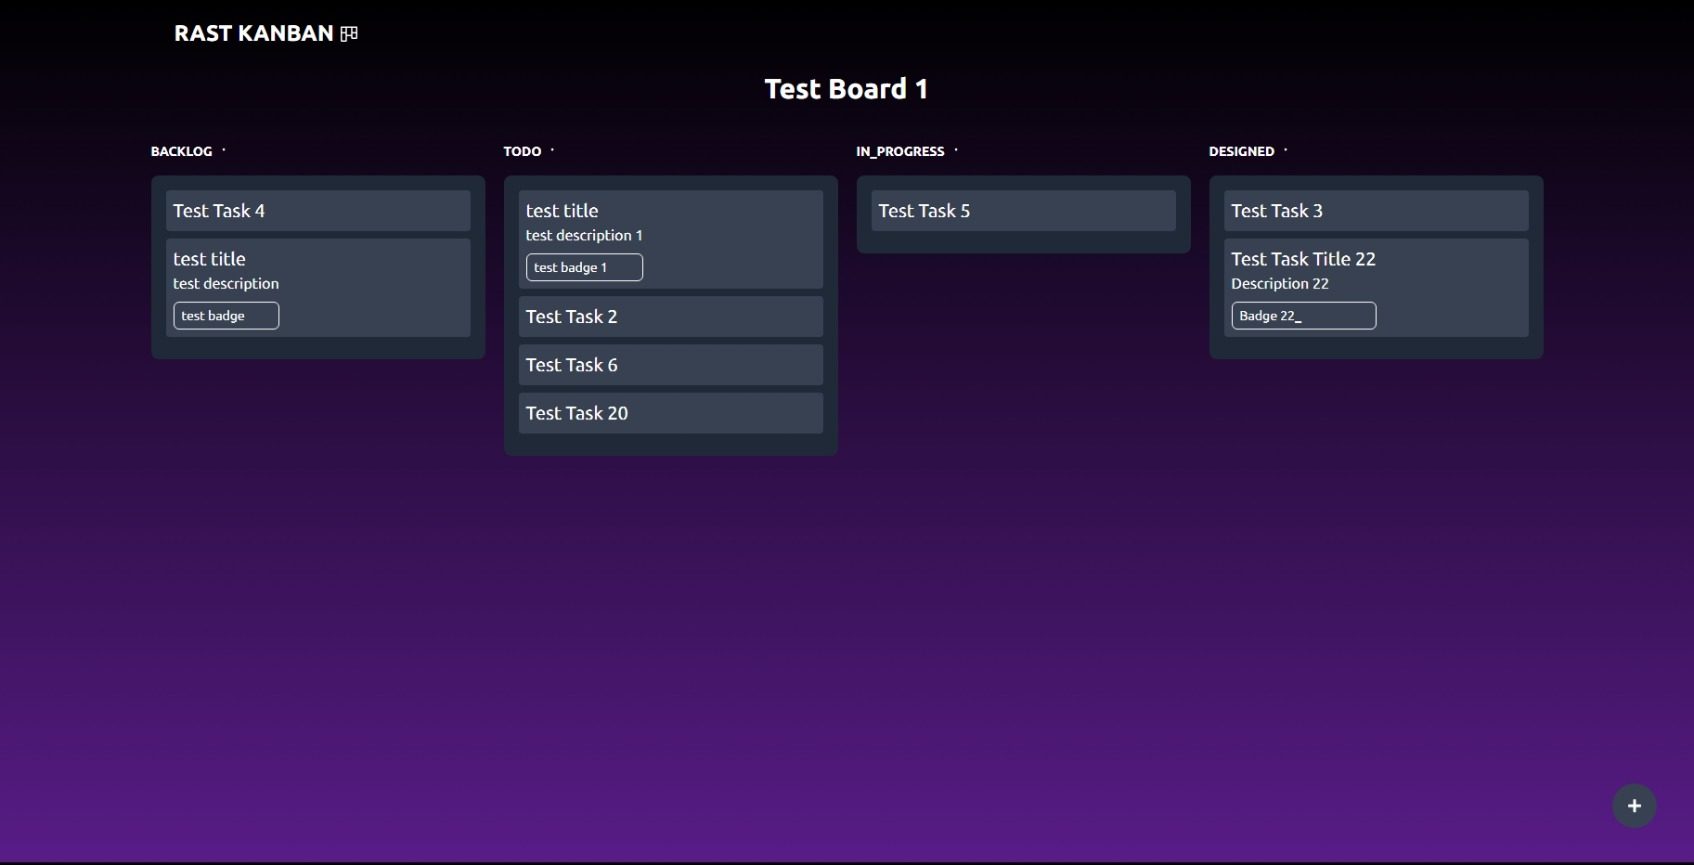 RAST KANBAN
Test Board 1
BACKLOG
Test Task 4
test title
test description
test badge
TODO
test title
test description 1
test badge 1
Test Task 2
Test Task 6
Test Task 20
IN_PROGRESS
Test Task 5
DESIGNED
Test Task 3
Test Task Title 22
Description 22
Badge 22_
+